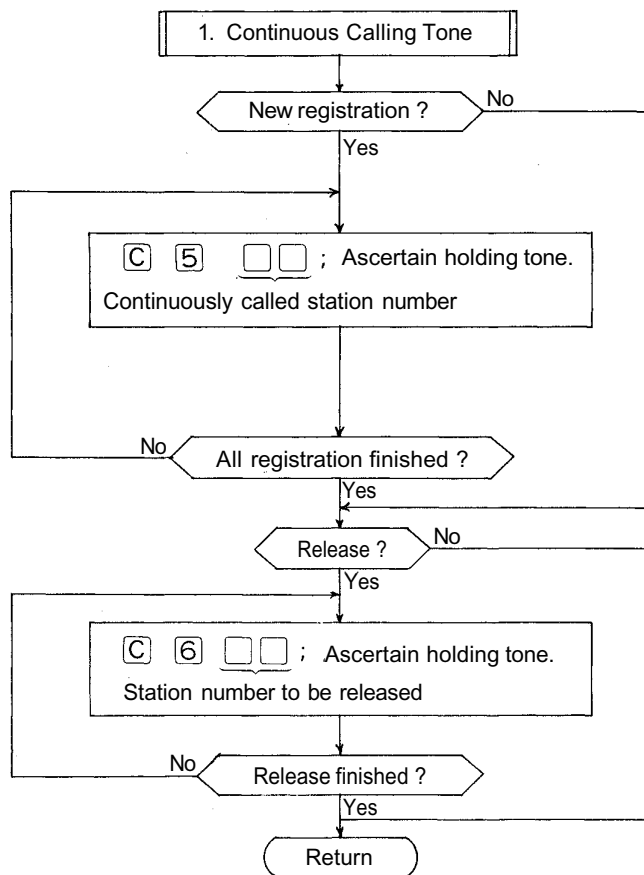 1. Continuous Calling Tone
New registration ?
No
Yes
C 5 ; Ascertain holding tone.
Continuously called station number
No
All registration finished ?
Yes
Release ?
No
Yes
C 6 ; Ascertain holding tone.
Station number to be released
No
Release finished ?
Yes
Return